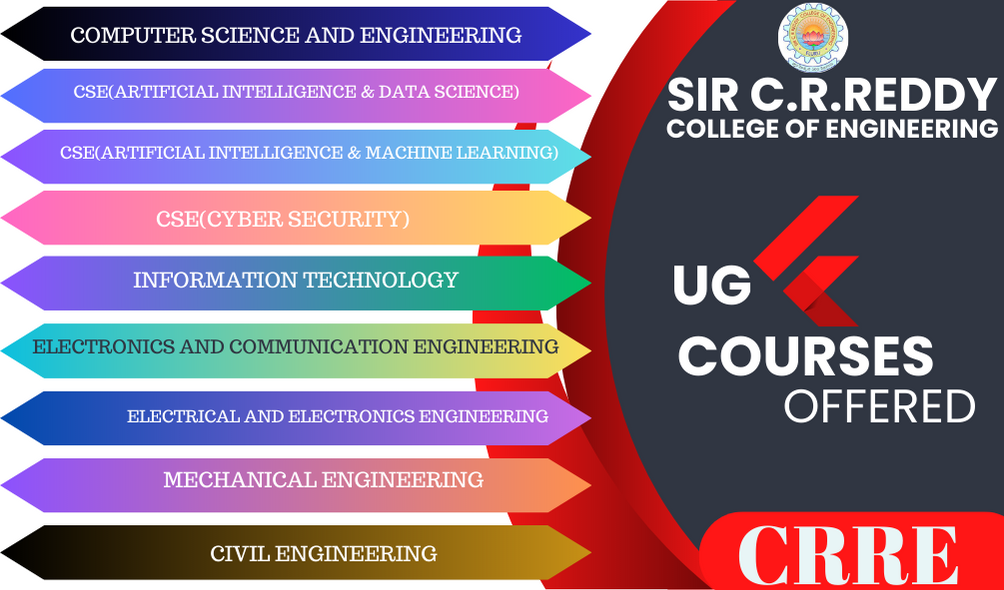 COMPUTER SCIENCE AND ENGINEERING
CSE(ARTIFICIAL INTELLIGENCE & DATA SCIENCE)
CSE(ARTIFICIAL INTELLIGENCE & MACHINE LEARNING)
CSE(CYBER SECURITY)
INFORMATION TECHNOLOGY
ELECTRONICS AND COMMUNICATION ENGINEERING
ELECTRICAL AND ELECTRONICS ENGINEERING
MECHANICAL ENGINEERING
CIVIL ENGINEERING
ELURU
SIR C.R.REDDY
COLLEGE OF ENGINEERING
UG
COURSES
OFFERED
CRRE